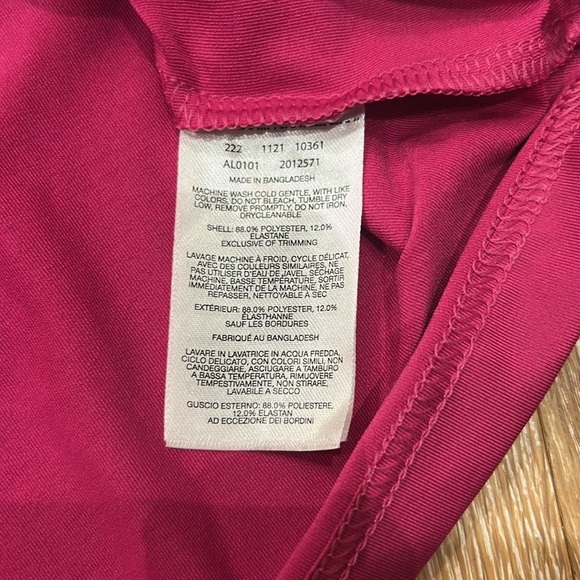 222 1121 10361
AL0101 2012571
MADE IN BANGLADESH
MACHINE WASH COLD GENTLE, WITH LIKE
COLORS, DO NOT BLEACH, TUMBLE DRY
LOW, REMOVE PROMPTLY, DO NOT IRON,
DRYCLEANABLE
SHELL: 88.0% POLYESTER, 12.0%
ELASTANE
EXCLUSIVE OF TRIMMING
LAVAGE MACHINE À FROID, CYCLE DÉLICAT,
AVEC DES COULEURS SIMILAIRES, NE
PAS UTILISER D'EAU DE JAVEL, SÉCHAGE
MACHINE, BASSE TEMPÉRATURE, SORTIR
IMMÉDIATEMENT DE LA MACHINE, NE PAS
REPASSER, NETTOYABLE À SEC
EXTÉRIEUR: 88.0% POLYESTER, 12.0%
ÉLASTHANNE
SAUF LES BORDURES
FABRIQUÉ AU BANGLADESH
LAVARE IN LAVATRICE IN ACQUA FREDDA,
CICLO DELICATO, CON COLORI SIMILI, NON
CANDEGGIARE, ASCIUGARE A TAMBURO
A BASSA TEMPERATURA, RIMUOVERE
TEMPESTIVAMENTE, NON STIRARE,
LAVABILE A SECCO
GUSCIO ESTERNO: 88.0% POLIESTERE,
12.0% ELASTAN
AD ECCEZIONE DEI BORDINI